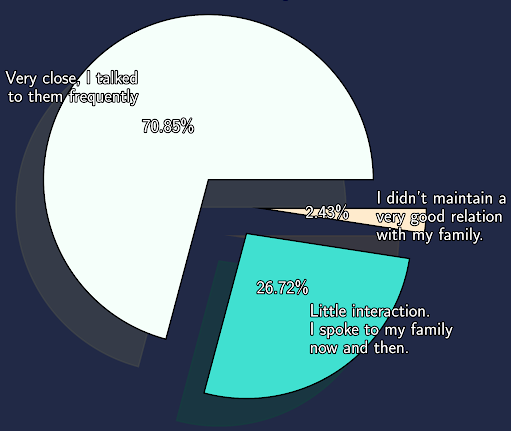 Very close, I talked
to them frequently
70.85%
I didn't maintain a
very good relation
with my family.
2.43%
26.72%
Little interaction.
I spoke to my family
now and then.